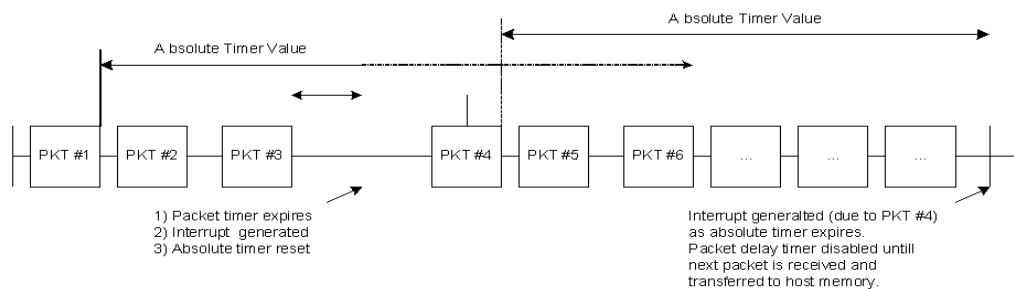 A bsolute Timer Value
A bsolute Timer Value
PKT #1
PKT #2
PKT #3
PKT #4
PKT #5
PKT #6
...
...
...
1) Packet timer expires
2) Interrupt generated
3) Absolute timer reset
Interrupt generalted (due to PKT #4)
as absolute timer expires.
Packet delay timer disabled untill
next packet is received and
transferred to host memory.